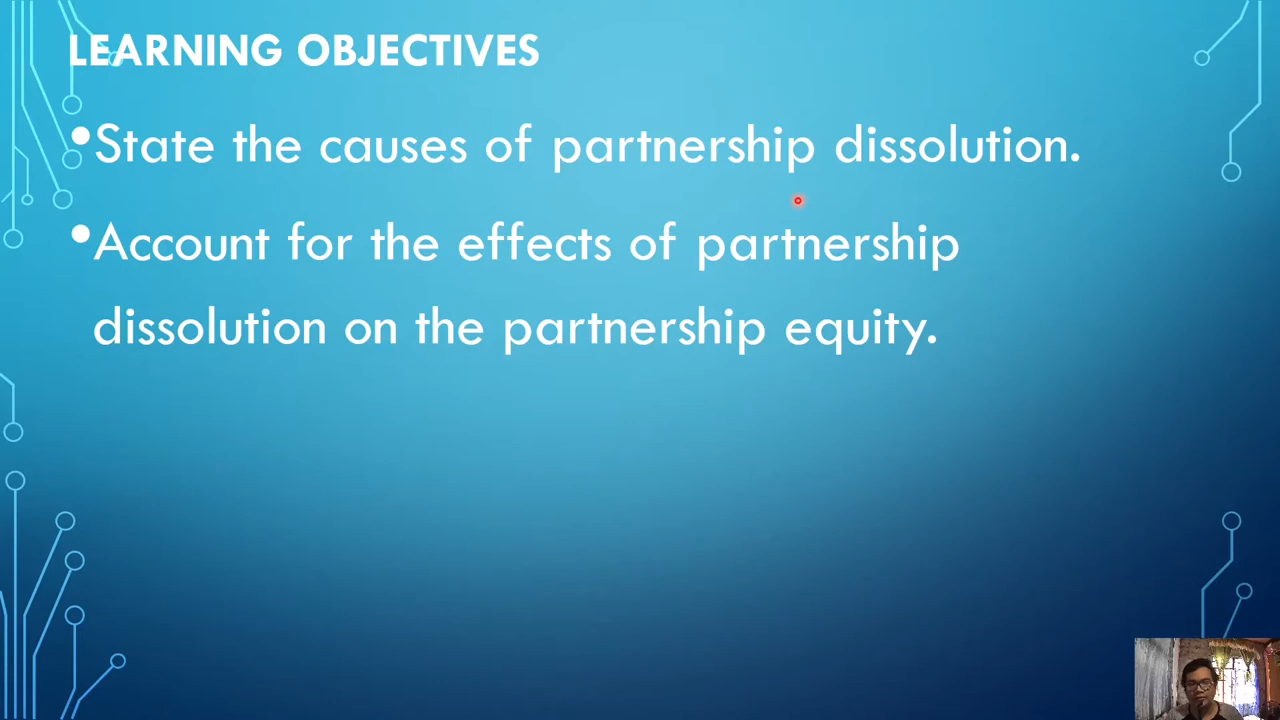 LEARNING OBJECTIVES
•State the causes of partnership dissolution.
•Account for the effects of partnership
dissolution on the partnership equity.